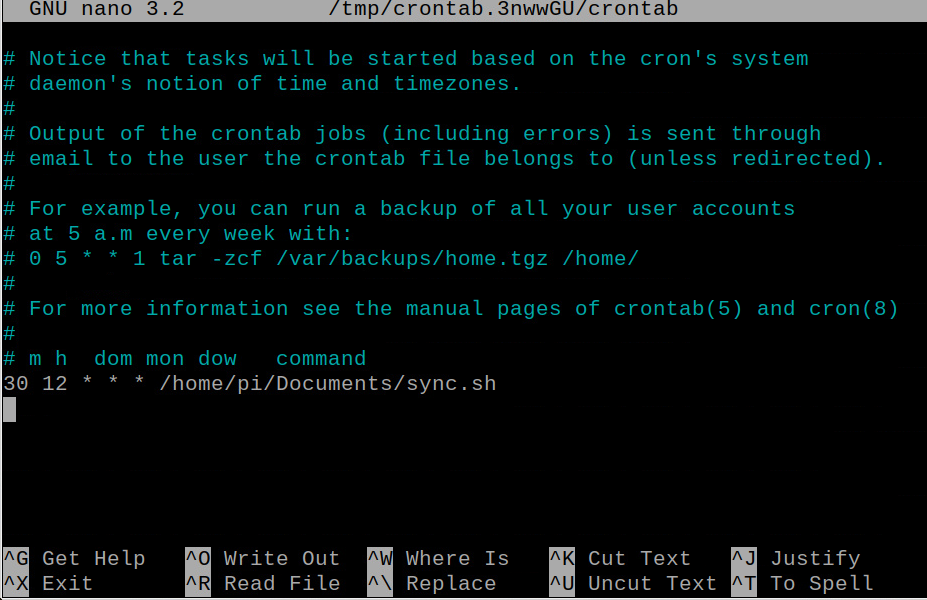 GNU nano 3.2 /tmp/crontab.3nwwGU/crontab
# Notice that tasks will be started based on the cron's system
# daemon's notion of time and timezones.
#
# Output of the crontab jobs (including errors) is sent through
# email to the user the crontab file belongs to (unless redirected).
#
# For example, you can run a backup of all your user accounts
# at 5 a.m every week with:
# 0 5 * * 1 tar -zcf /var/backups/home.tgz /home/
#
# For more information see the manual pages of crontab(5) and cron(8)
#
# m h  dom mon dow   command
30 12 * * * /home/pi/Documents/sync.sh
^G Get Help ^O Write Out ^W Where Is ^K Cut Text ^J Justify
^X Exit ^R Read File ^\ Replace ^U Uncut Text ^T To Spell